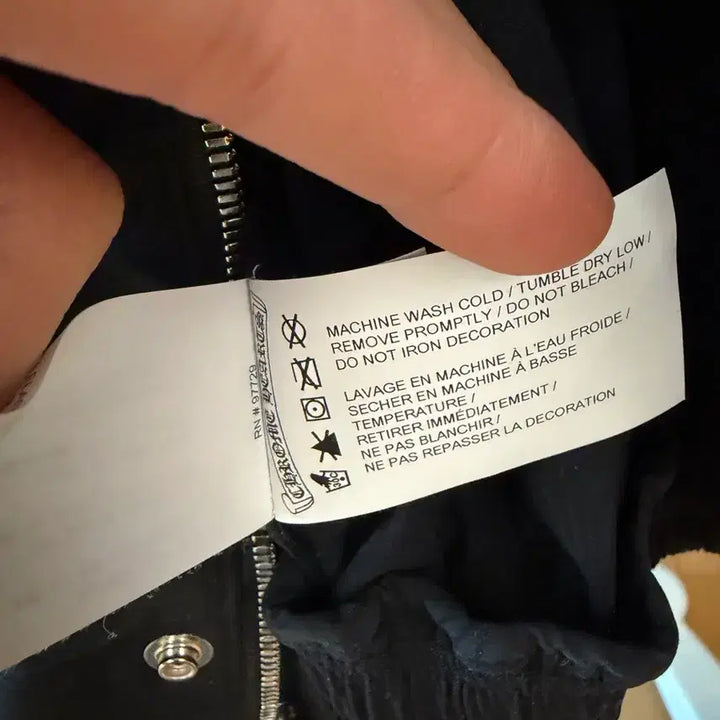 MACHINE WASH COLD / TUMBLE DRY LOW /
REMOVE PROMPTLY / DO NOT BLEACH /
DO NOT IRON DECORATION
LAVAGE EN MACHINE À L'EAU FROIDE /
SECHER EN MACHINE À BASSE
TEMPERATURE /
RETIRER IMMÉDIATEMENT /
NE PAS BLANCHIR /
NE PAS REPASSER LA DECORATION
CHROME HEARTS
RN # 97729
30C